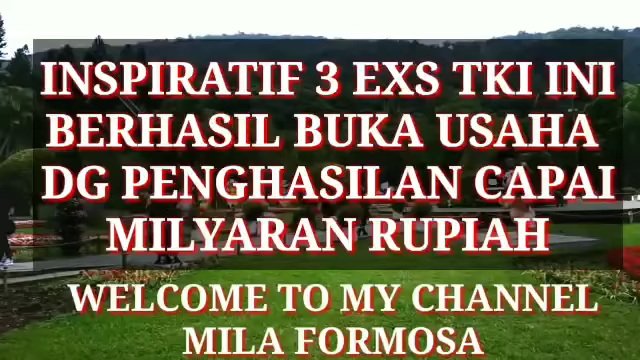 INSPIRATIF 3 EXS TKI INI
BERHASIL BUKA USAHA
DG PENGHASILAN CAPAI
MILYARAN RUPIAH
WELCOME TO MY CHANNEL
MILA FORMOSA